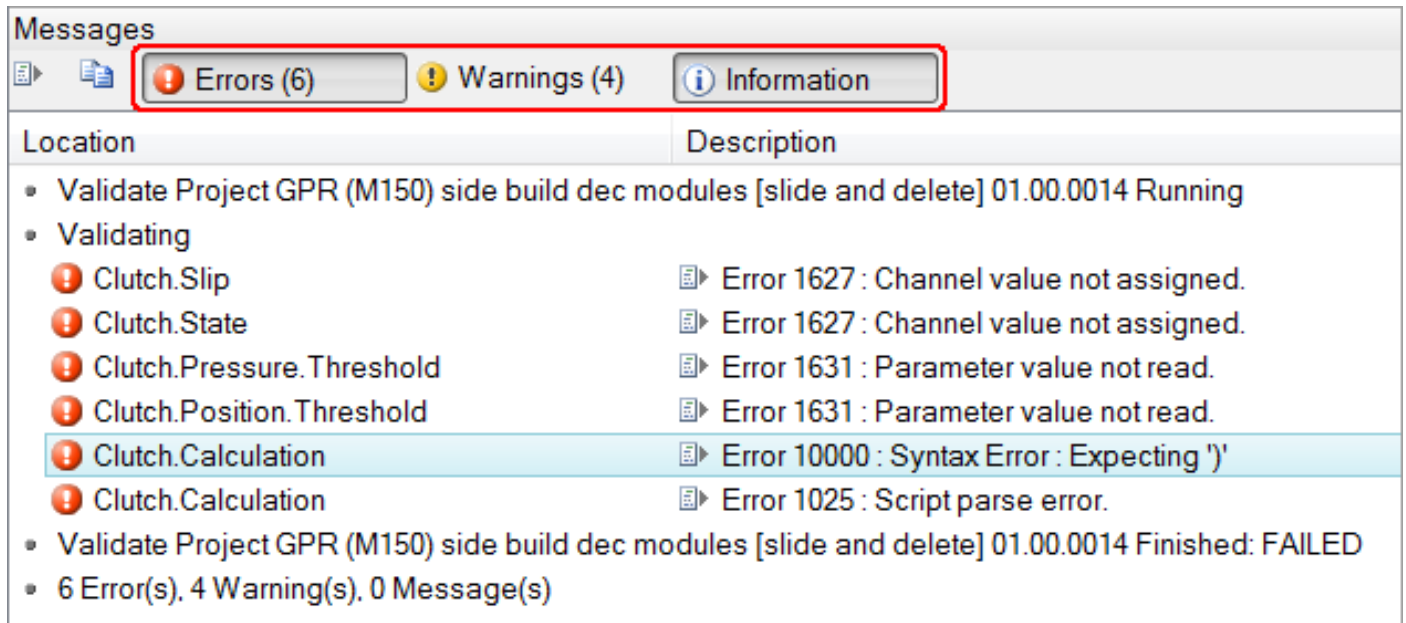 Messages
Errors (6) Warnings (4) Information
Location Description
Validate Project GPR (M150) side build dec modules [slide and delete] 01.00.0014 Running
Validating
Clutch.Slip Error 1627 : Channel value not assigned.
Clutch.State Error 1627 : Channel value not assigned.
Clutch.Pressure.Threshold Error 1631 : Parameter value not read.
Clutch.Position.Threshold Error 1631 : Parameter value not read.
Clutch.Calculation Error 10000 : Syntax Error : Expecting ')'
Clutch.Calculation Error 1025 : Script parse error.
Validate Project GPR (M150) side build dec modules [slide and delete] 01.00.0014 Finished: FAILED
6 Error(s), 4 Warning(s), 0 Message(s)